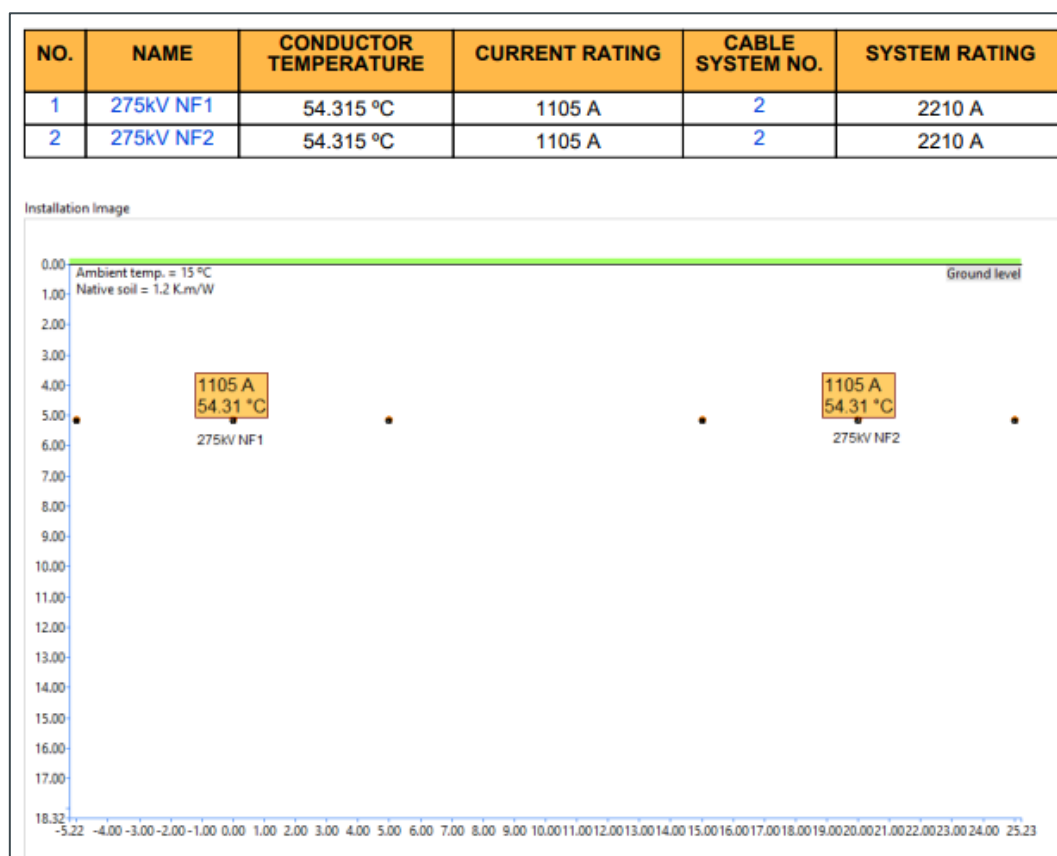 NO. NAME CONDUCTOR TEMPERATURE CURRENT RATING CABLE SYSTEM NO. SYSTEM RATING
1 275kV NF1 54.315 ºC 1105 A 2 2210 A
2 275kV NF2 54.315 ºC 1105 A 2 2210 A
Installation Image
0.00
Ambient temp. = 15 ºC
Ground level
Native soil = 1.2 K.m/W
1.00
2.00
3.00
4.00
1105 A
54.31 °C
1105 A
54.31 °C
5.00
275kV NF1
275kV NF2
6.00
7.00
8.00
9.00
10.00
11.00
12.00
13.00
14.00
15.00
16.00
17.00
18.32
-5.22 -4.00 -3.00 -2.00 -1.00 0.00 1.00 2.00 3.00 4.00 5.00 6.00 7.00 8.00 9.00 10.00 11.00 12.00 13.00 14.00 15.00 16.00 17.00 18.00 19.00 20.00 21.00 22.00 23.00 24.00 25.23